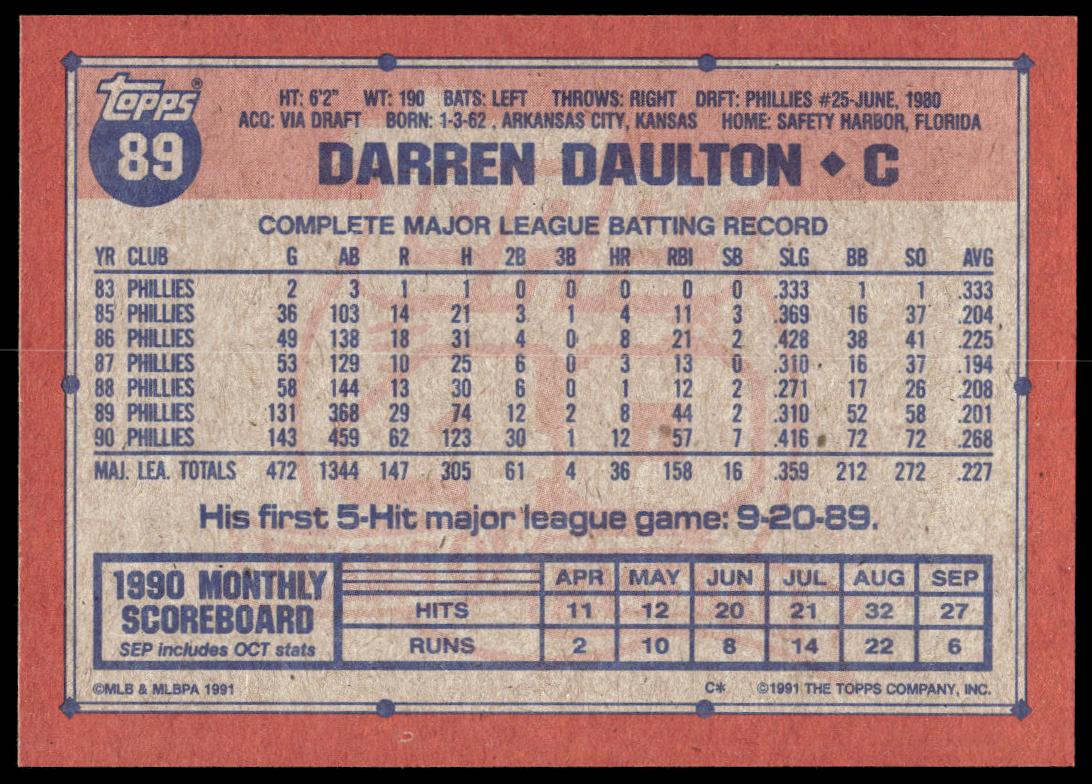 topps®
89
HT: 6'2" WT: 190 BATS: LEFT THROWS: RIGHT DRFT: PHILLIES #25-JUNE, 1980
ACQ: VIA DRAFT BORN: 1-3-62 , ARKANSAS CITY, KANSAS HOME: SAFETY HARBOR, FLORIDA
DARREN DAULTON ◆ C
COMPLETE MAJOR LEAGUE BATTING RECORD
YR CLUB G AB R H 2B 3B HR RBI SB SLG BB SO AVG
83 PHILLIES 2 3 1 1 0 0 0 0 0 .333 1 1 .333
85 PHILLIES 36 103 14 21 3 1 4 11 3 .369 16 37 .204
86 PHILLIES 49 138 18 31 4 0 8 21 2 .428 38 41 .225
87 PHILLIES 53 129 10 25 6 0 3 13 0 .310 16 37 .194
88 PHILLIES 58 144 13 30 6 0 1 12 2 .271 17 26 .208
89 PHILLIES 131 368 29 74 12 2 8 44 2 .310 52 58 .201
90 PHILLIES 143 459 62 123 30 1 12 57 7 .416 72 72 .268
MAJ. LEA. TOTALS 472 1344 147 305 61 4 36 158 16 .359 212 272 .227
His first 5-Hit major league game: 9-20-89.
1990 MONTHLY
SCOREBOARD
SEP includes OCT stats
APR MAY JUN JUL AUG SEP
HITS 11 12 20 21 32 27
RUNS 2 10 8 14 22 6
©MLB & MLBPA 1991 C* ©1991 THE TOPPS COMPANY, INC.